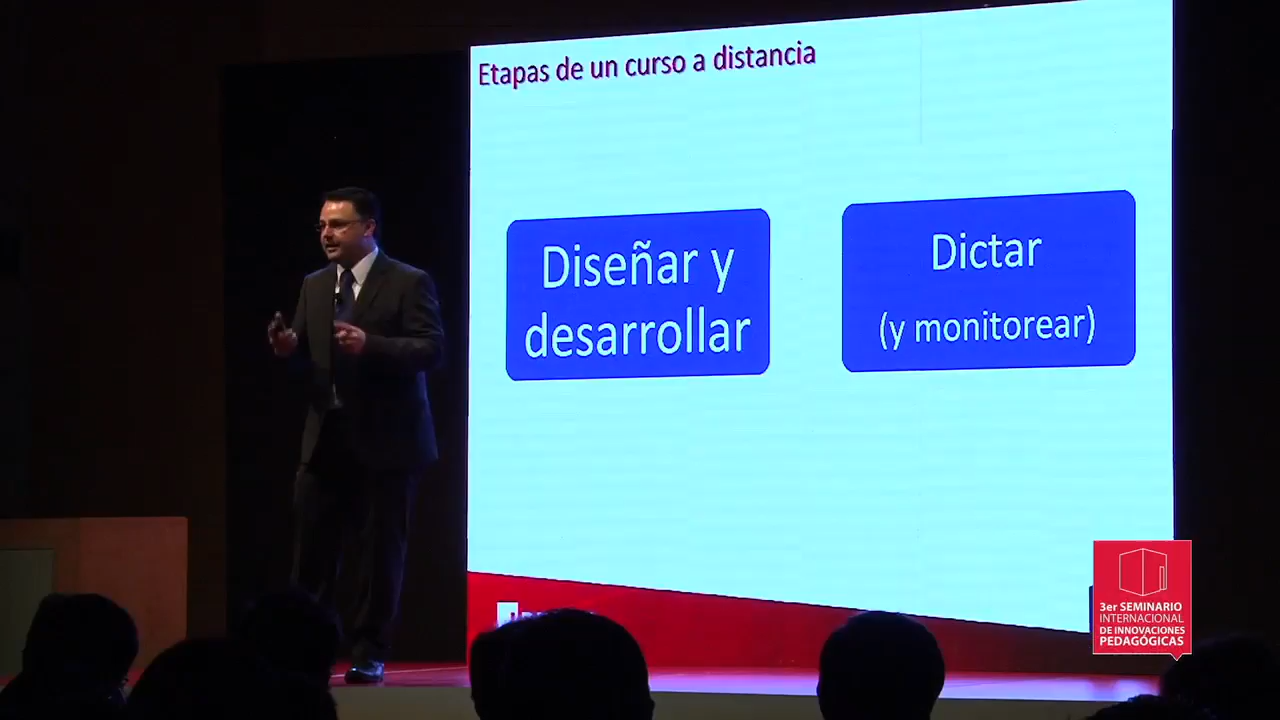 Etapas de un curso a distancia
Diseñar y
desarrollar
Dictar
(y monitorear)
3er SEMINARIO
INTERNACIONAL
DE INNOVACIONES
PEDAGÓGICAS